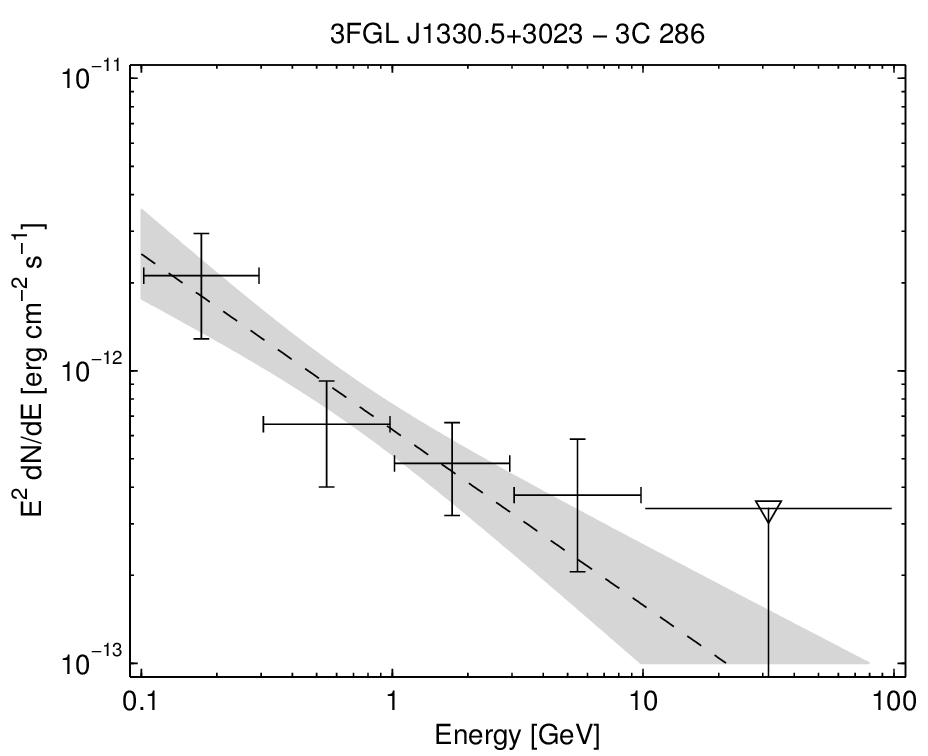 3FGL J1330.5+3023 − 3C 286
10⁻¹¹
10⁻¹²
10⁻¹³
E² dN/dE [erg cm⁻² s⁻¹]
0.1 1 10 100
Energy [GeV]